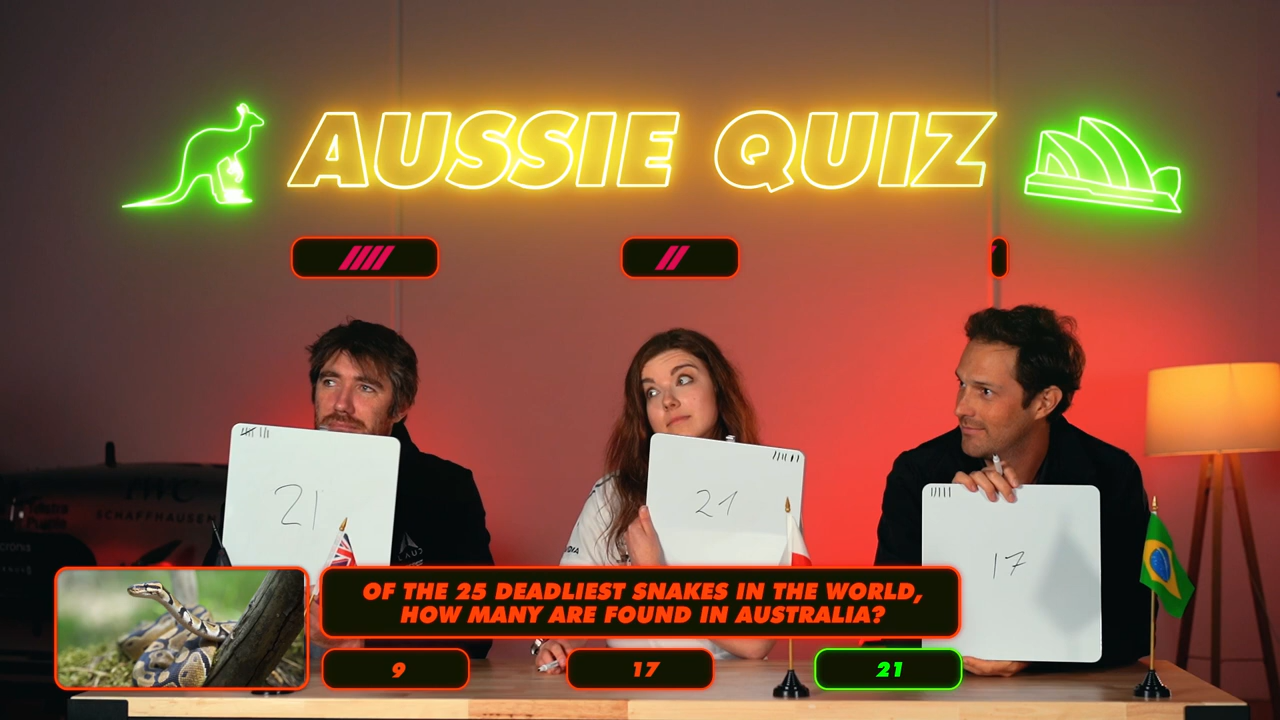 AUSSIE QUIZ
21
21
17
SCHAFFHAUSEN
OF THE 25 DEADLIEST SNAKES IN THE WORLD,
HOW MANY ARE FOUND IN AUSTRALIA?
9
17
21